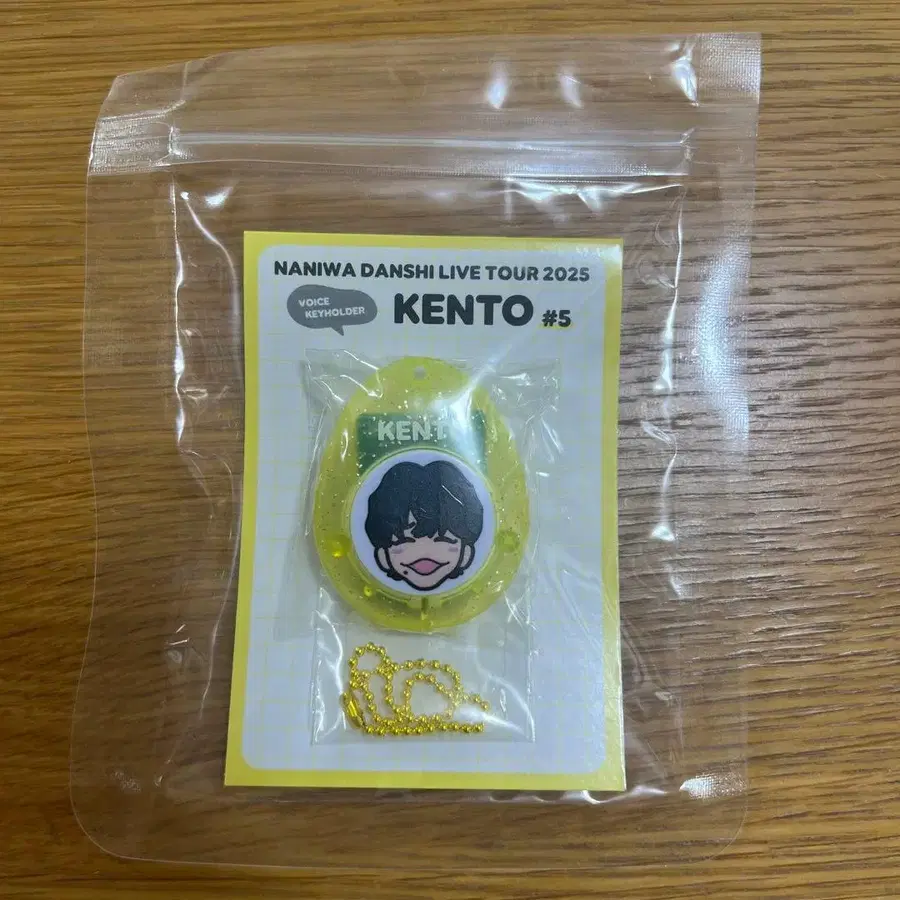 NANIWA DANSHI LIVE TOUR 2025
VOICE
KEYHOLDER
KENTO #5
KENTO